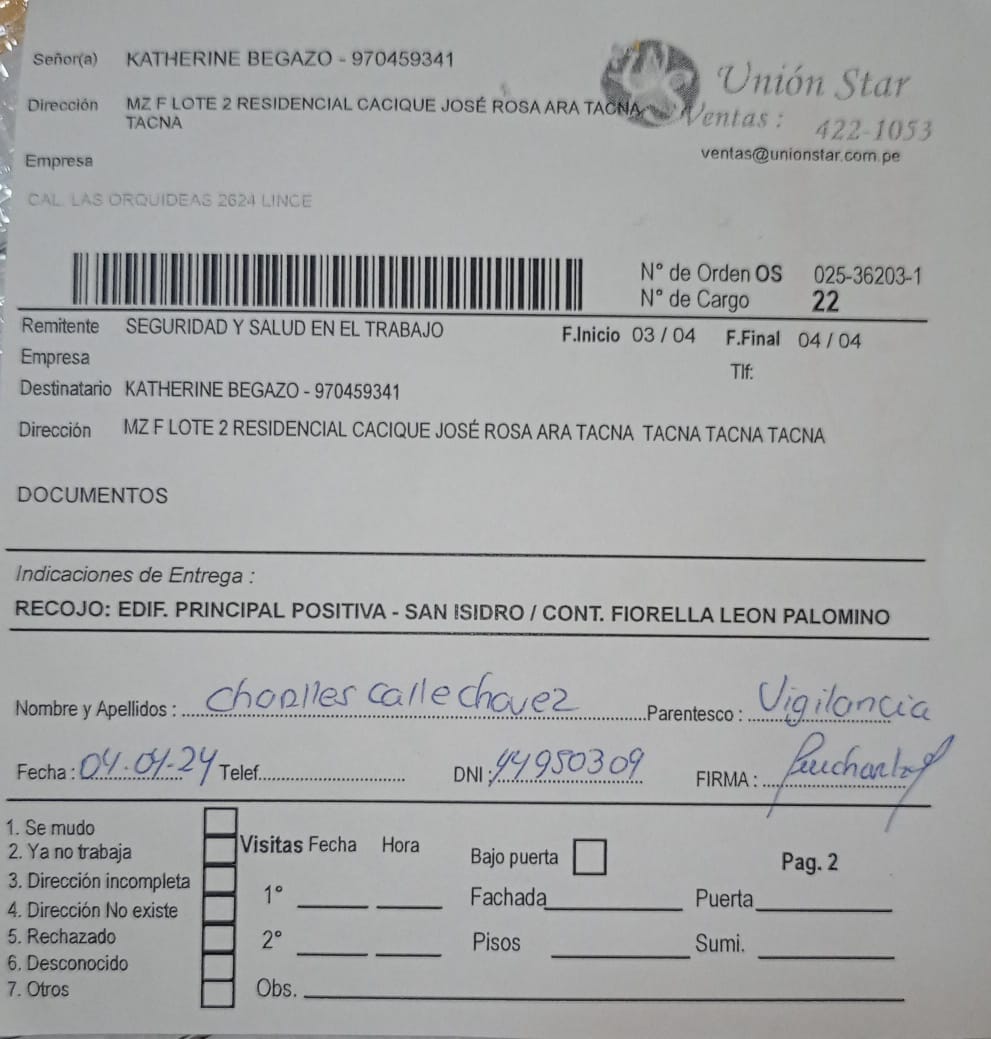 Señor(a) KATHERINE BEGAZO - 970459341
Unión Star
Dirección MZ F LOTE 2 RESIDENCIAL CACIQUE JOSÉ ROSA ARA TACNA
TACNA
Ventas : 422-1053
ventas@unionstar.com.pe
Empresa
CAL. LAS ORQUIDEAS 2624 LINCE
N° de Orden OS 025-36203-1
N° de Cargo 22
Remitente SEGURIDAD Y SALUD EN EL TRABAJO F.Inicio 03 / 04 F.Final 04 / 04
Empresa Tlf:
Destinatario KATHERINE BEGAZO - 970459341
Dirección MZ F LOTE 2 RESIDENCIAL CACIQUE JOSÉ ROSA ARA TACNA TACNA TACNA TACNA
DOCUMENTOS
Indicaciones de Entrega :
RECOJO: EDIF. PRINCIPAL POSITIVA - SAN ISIDRO / CONT. FIORELLA LEON PALOMINO
Nombre y Apellidos : Charlles Calle chavez Parentesco : Vigilancia
Fecha : 04.04-24 Telef. DNI : 44950309 FIRMA :
1. Se mudo
2. Ya no trabaja Visitas Fecha Hora Bajo puerta Pag. 2
3. Dirección incompleta 1° Fachada Puerta
4. Dirección No existe
5. Rechazado 2° Pisos Sumi.
6. Desconocido
7. Otros Obs.